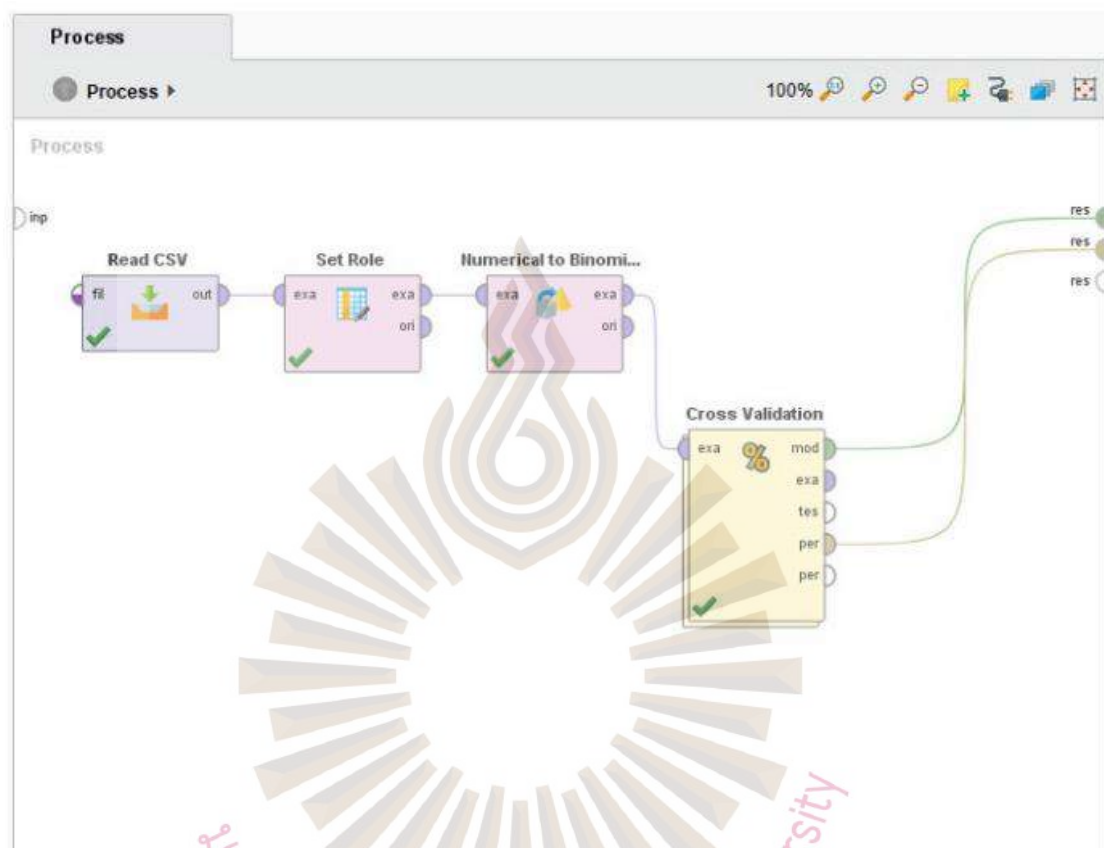 Process
Process
100%
Process
inp
res
res
res
Read CSV
fil
out
Set Role
exa
exa
ori
Numerical to Binomi...
exa
exa
ori
Cross Validation
exa
mod
exa
tes
per
per
%